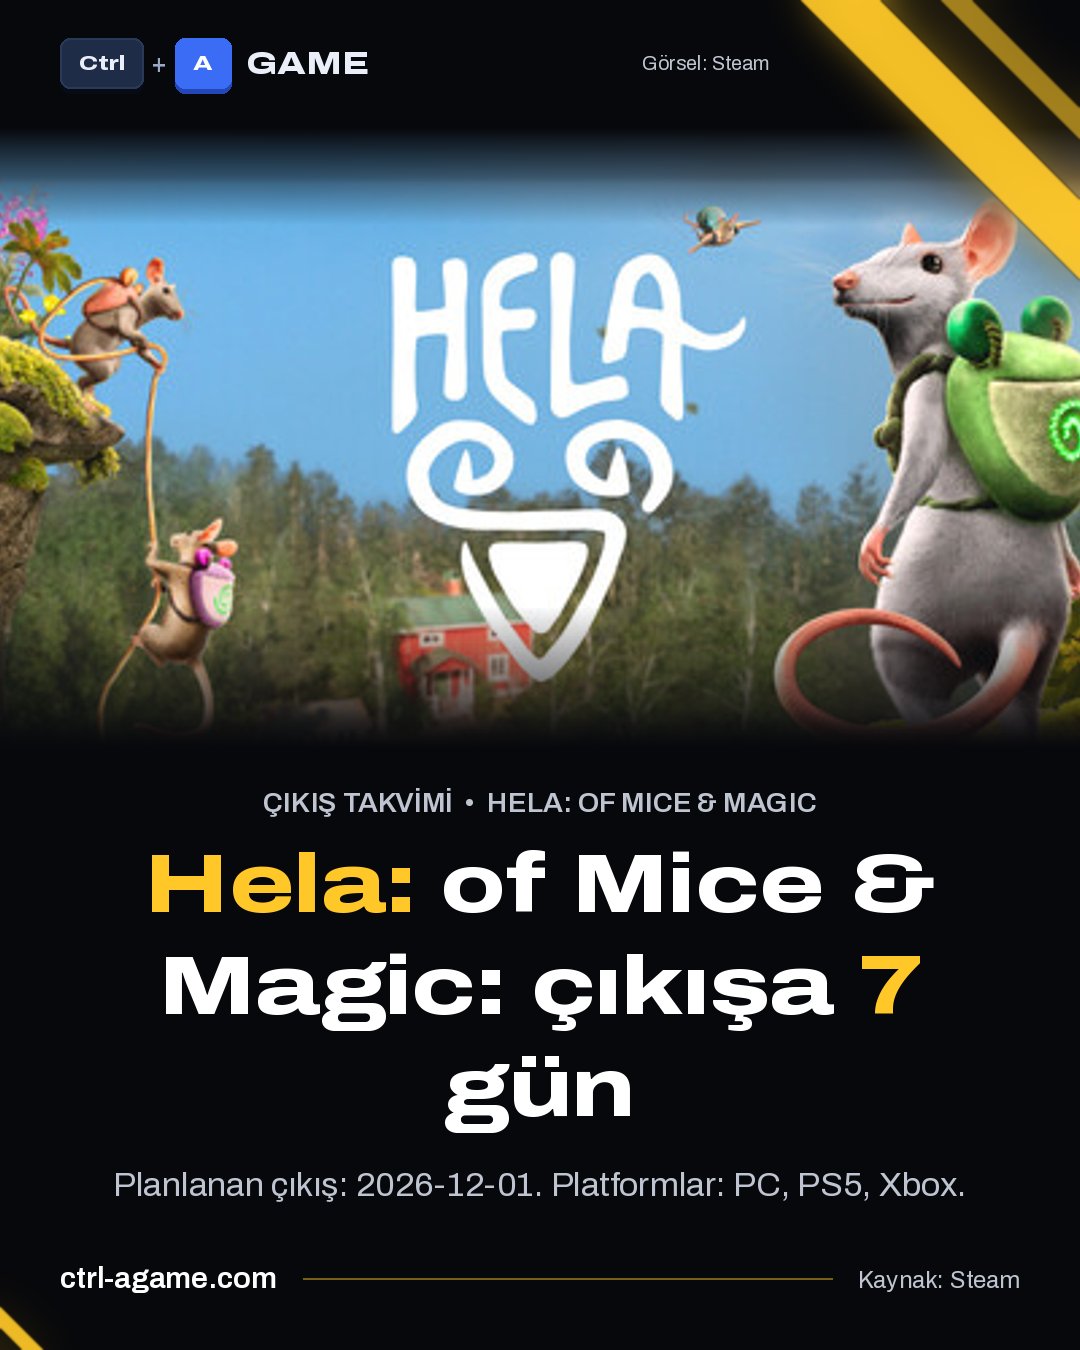 Ctrl + A GAME
Görsel: Steam
HELA
ÇIKIŞ TAKVİMİ • HELA: OF MICE & MAGIC
Hela: of Mice &
Magic: çıkışa 7
gün
Planlanan çıkış: 2026-12-01. Platformlar: PC, PS5, Xbox.
ctrl-agame.com
Kaynak: Steam